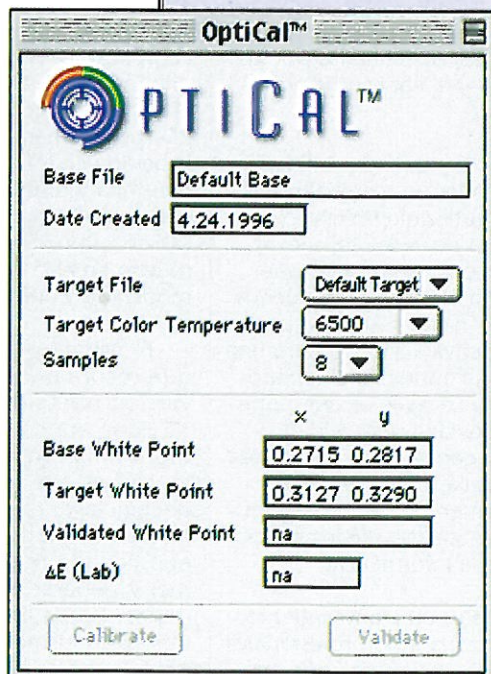 OptiCal™
OPTICAL™
Base File Default Base
Date Created 4.24.1996
Target File Default Target
Target Color Temperature 6500
Samples 8
x y
Base White Point 0.2715 0.2817
Target White Point 0.3127 0.3290
Validated White Point na
ΔE (Lab) na
Calibrate Validate